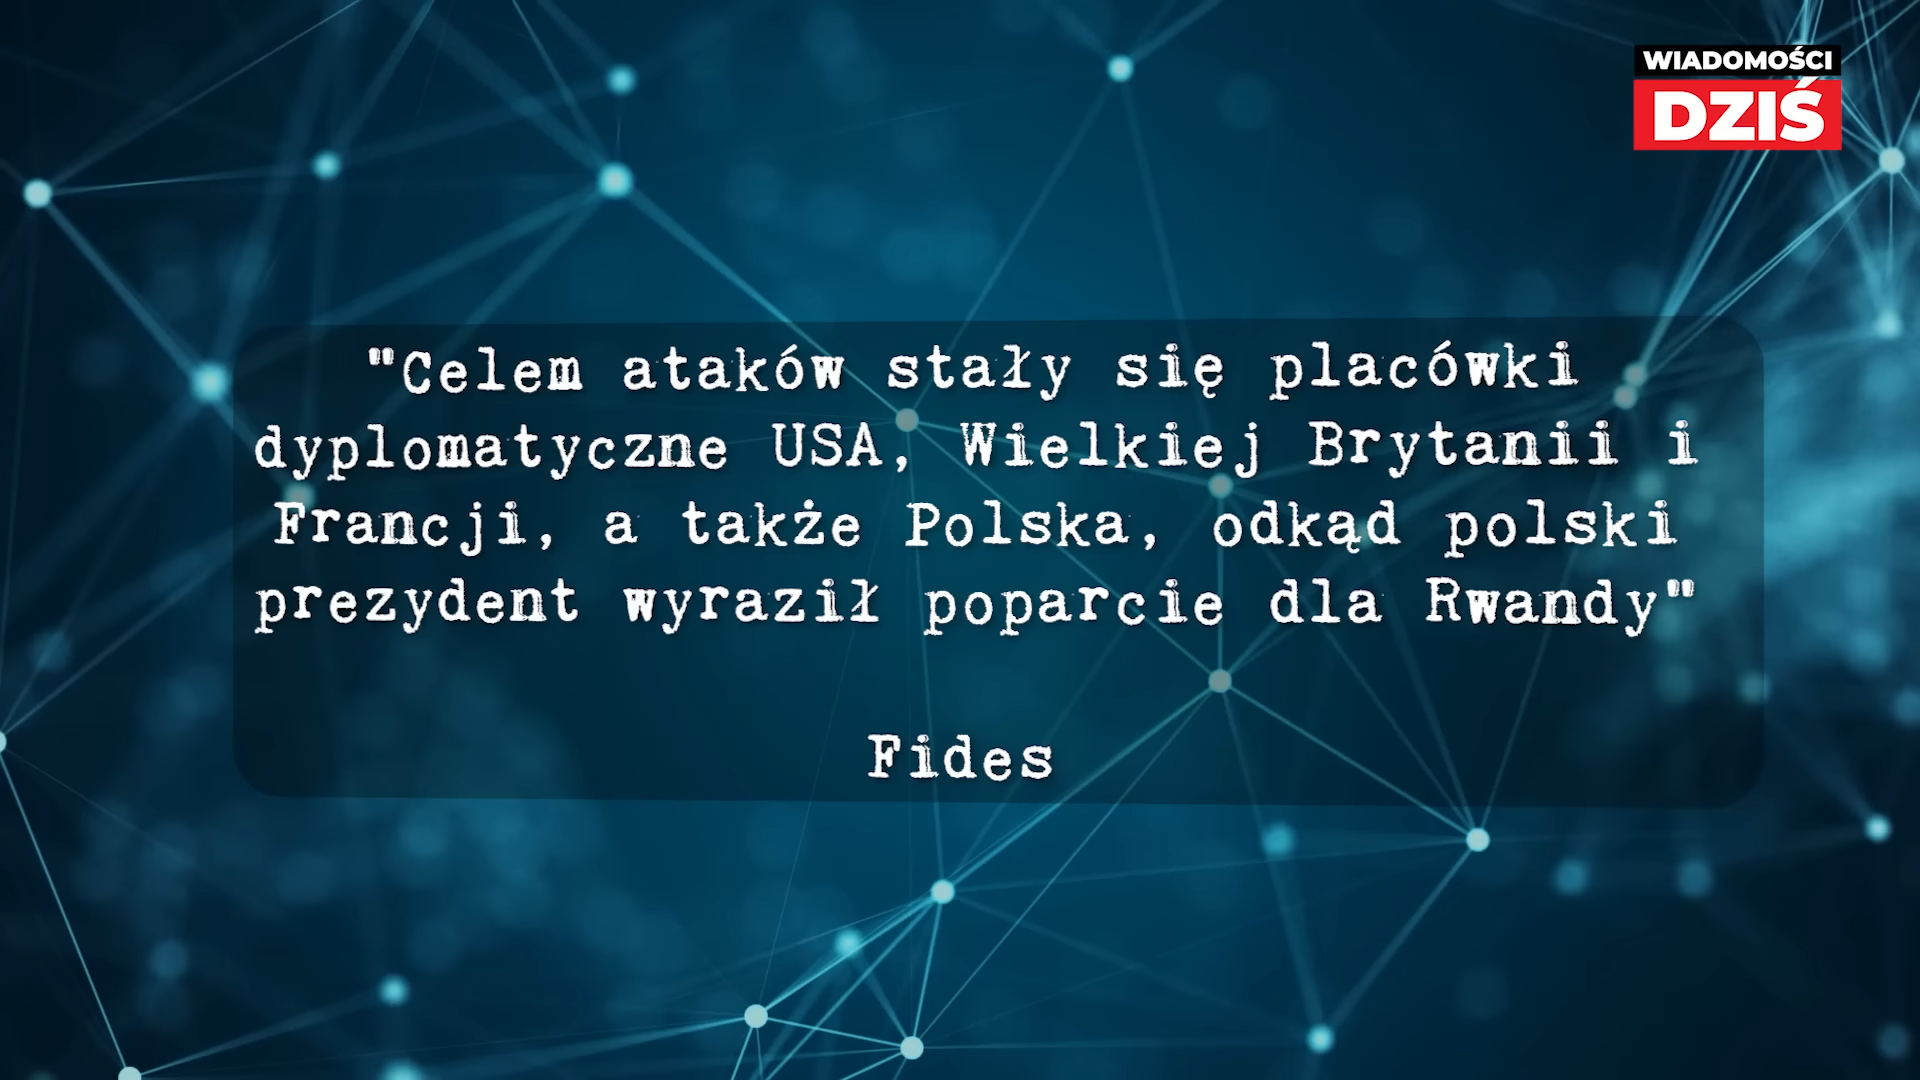 WIADOMOŚCI
DZIŚ
"Celem ataków stały się placówki
dyplomatyczne USA, Wielkiej Brytanii i
Francji, a także Polska, odkąd polski
prezydent wyraził poparcie dla Rwandy"
Fides